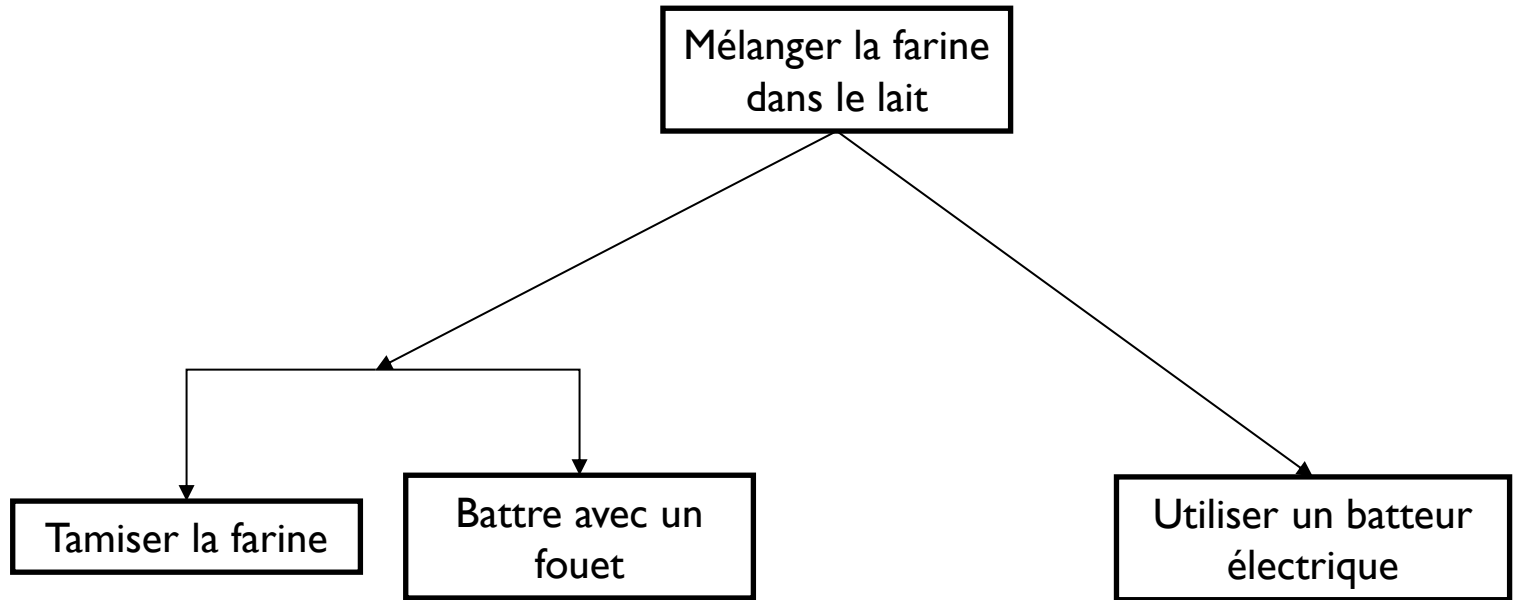 Mélanger la farine
dans le lait
Tamiser la farine
Battre avec un
fouet
Utiliser un batteur
électrique